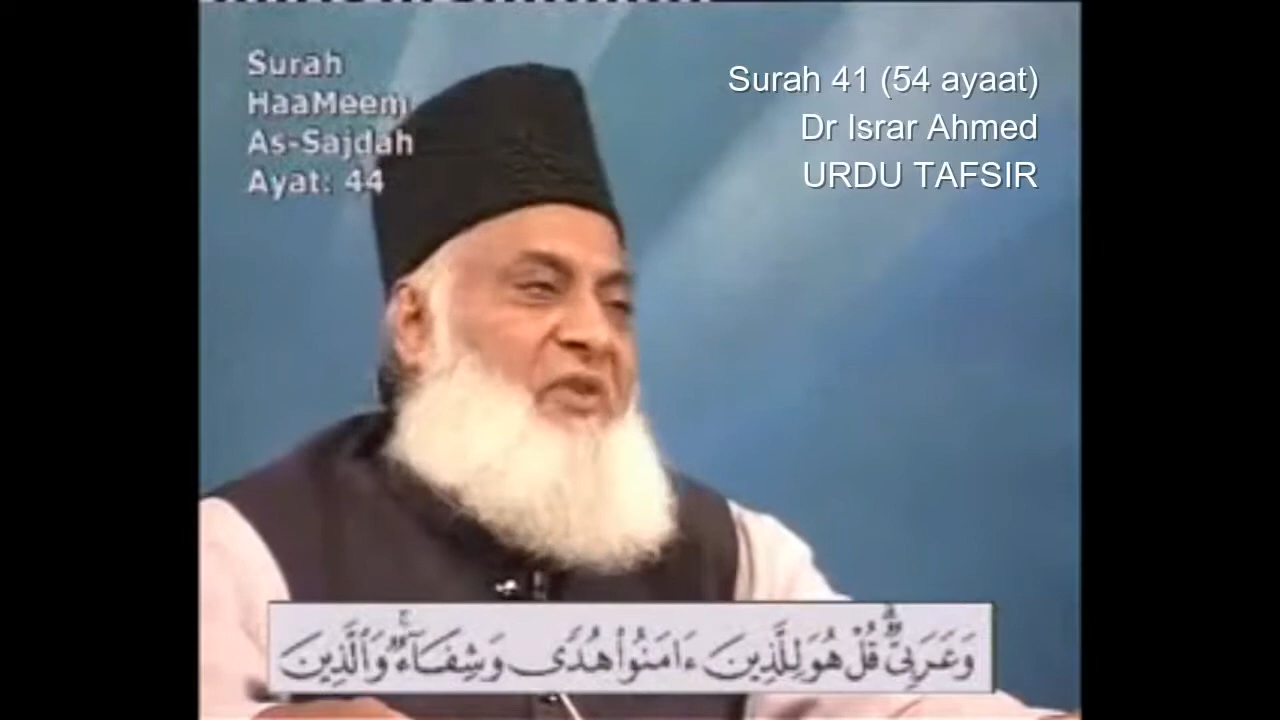 Surah
HaaMeem
As-Sajdah
Ayat: 44
Surah 41 (54 ayaat)
Dr Israr Ahmed
URDU TAFSIR
وَعَرَبِىٌّ ۗ قُلْ هُوَ لِلَّذِينَ ءَامَنُوا۟ هُدًى وَشِفَآءٌ ۖ وَٱلَّذِينَ